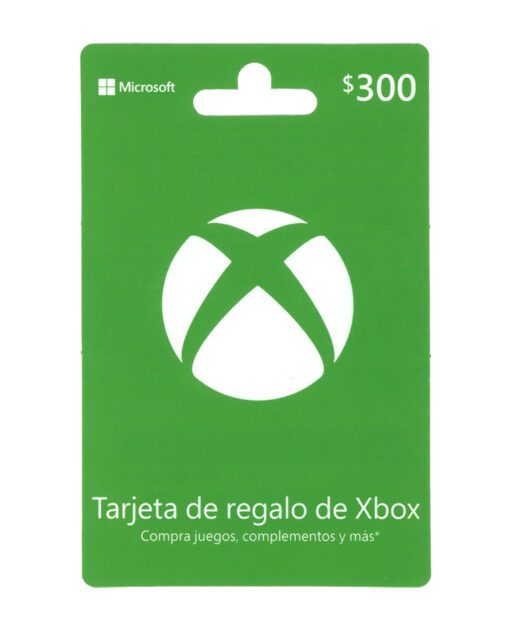 Microsoft
$300
Tarjeta de regalo de Xbox
Compra juegos, complementos y más*